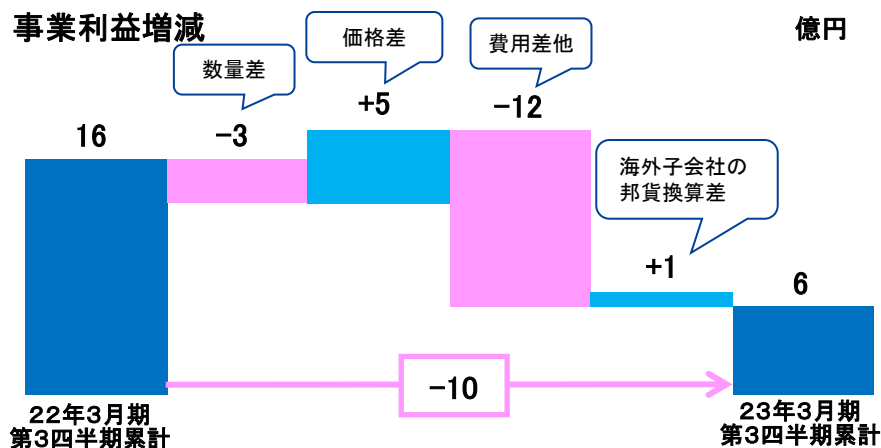 事業利益増減
億円
数量差
価格差
費用差他
16
−3
+5
−12
海外子会社の
邦貨換算差
+1
6
−10
22年3月期
第3四半期累計
23年3月期
第3四半期累計